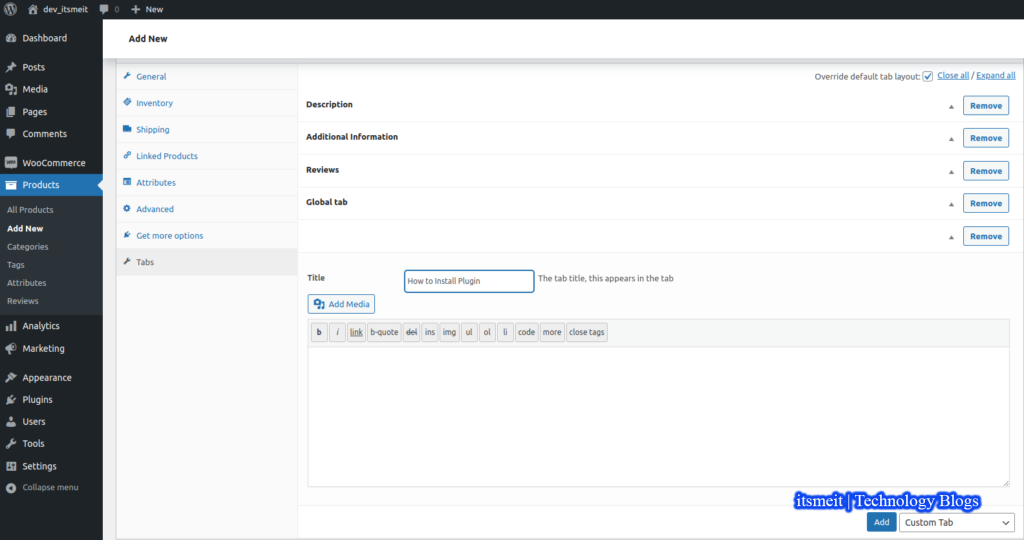 dev_itsmeit 0 New
Add New
Dashboard
Posts
Media
Pages
Comments
WooCommerce
Products
All Products
Add New
Categories
Tags
Attributes
Reviews
Analytics
Marketing
Appearance
Plugins
Users
Tools
Settings
Collapse menu
General
Inventory
Shipping
Linked Products
Attributes
Advanced
Get more options
Tabs
Override default tab layout: Close all / Expand all
Description Remove
Additional Information Remove
Reviews Remove
Global tab Remove
Remove
Title How to Install Plugin The tab title, this appears in the tab
Add Media
b i link b-quote del ins img ul ol li code more close tags
itsmeit | Technology Blogs
Add Custom Tab